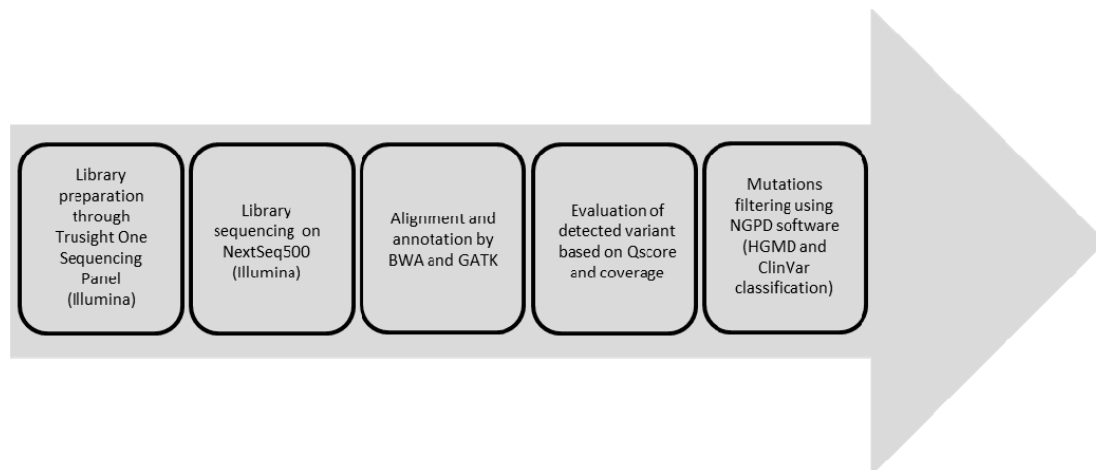 Library
preparation
through
Trusight One
Sequencing
Panel
(Illumina)
Library
sequencing on
NextSeq500
(Illumina)
Alignment and
annotation by
BWA and GATK
Evaluation of
detected variant
based on Qscore
and coverage
Mutations
filtering using
NGPD software
(HGMD and
ClinVar
classification)